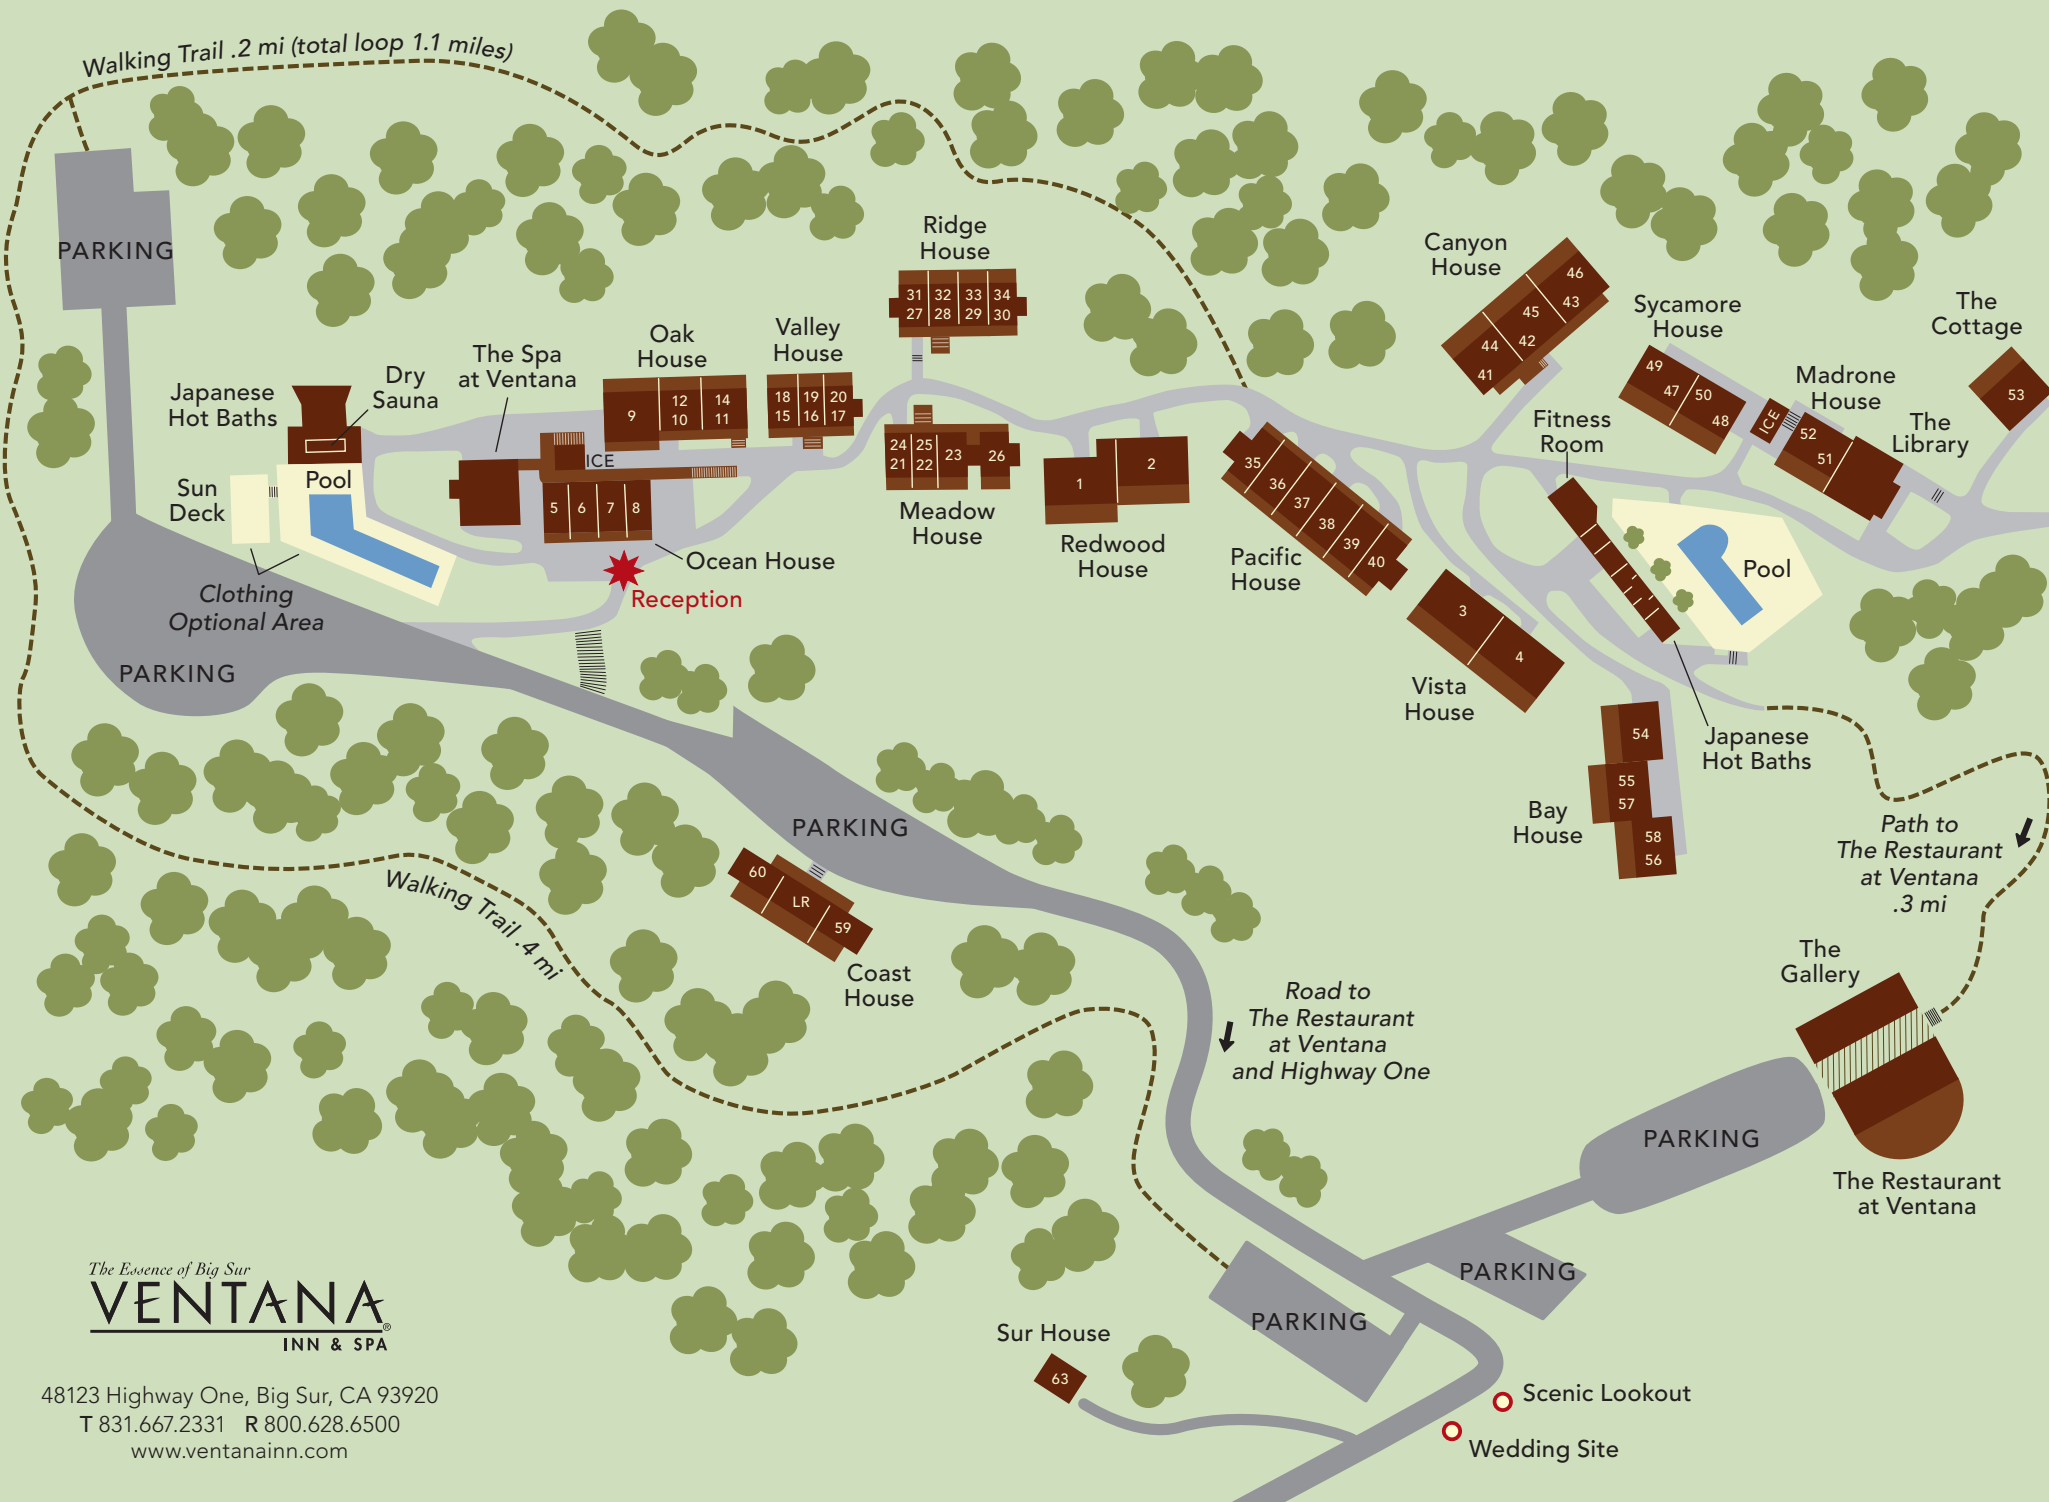 Walking Trail .2 mi (total loop 1.1 miles)
PARKING
Ridge
House
31 32 33 34
27 28 29 30
Canyon
House
46
43
45
42
44
41
Sycamore
House
49
47 50
48
The
Cottage
53
Oak
House
9
12 14
10 11
Valley
House
18 19 20
15 16 17
The Spa
at Ventana
Dry
Sauna
Japanese
Hot Baths
ICE
5 6 7 8
Pool
Sun
Deck
Clothing
Optional Area
Ocean House
Reception
24 25
21 22
23
26
Meadow
House
1
2
Redwood
House
35
36
37
38
39
40
Pacific
House
Fitness
Room
ICE
Madrone
House
52
51
The
Library
Pool
3
4
Vista
House
PARKING
54
55
57
58
56
Bay
House
Japanese
Hot Baths
PARKING
60
LR
59
Coast
House
Path to
The Restaurant
at Ventana
.3 mi
Walking Trail .4 mi
The
Gallery
Road to
The Restaurant
at Ventana
and Highway One
PARKING
The Restaurant
at Ventana
PARKING
PARKING
Sur House
63
Scenic Lookout
Wedding Site
The Essence of Big Sur
VENTANA®
INN & SPA
48123 Highway One, Big Sur, CA 93920
T 831.667.2331 R 800.628.6500
www.ventanainn.com